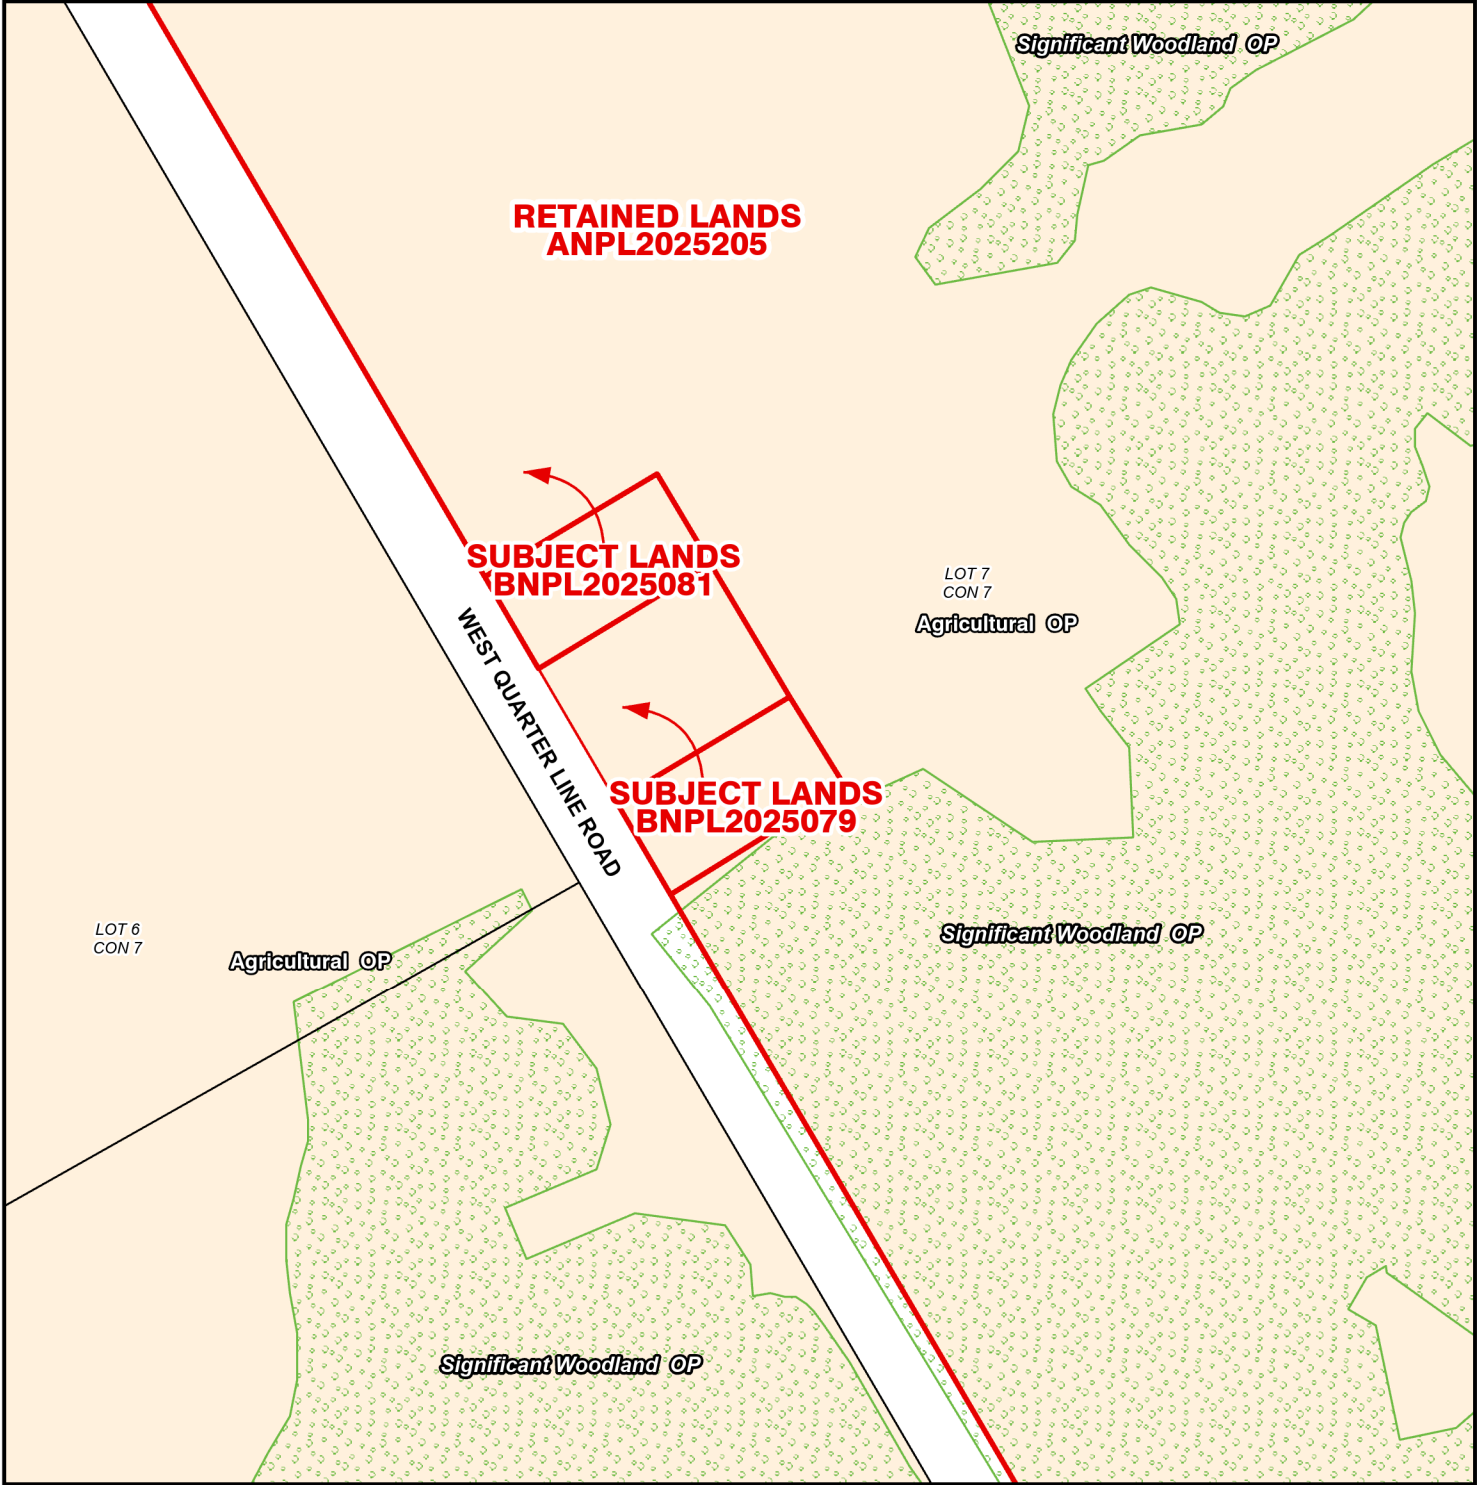 Significant Woodland OP
RETAINED LANDS
ANPL2025205
SUBJECT LANDS
BNPL2025081
LOT 7
CON 7
Agricultural OP
WEST QUARTER LINE ROAD
SUBJECT LANDS
BNPL2025079
LOT 6
CON 7
Agricultural OP
Significant Woodland OP
Significant Woodland OP